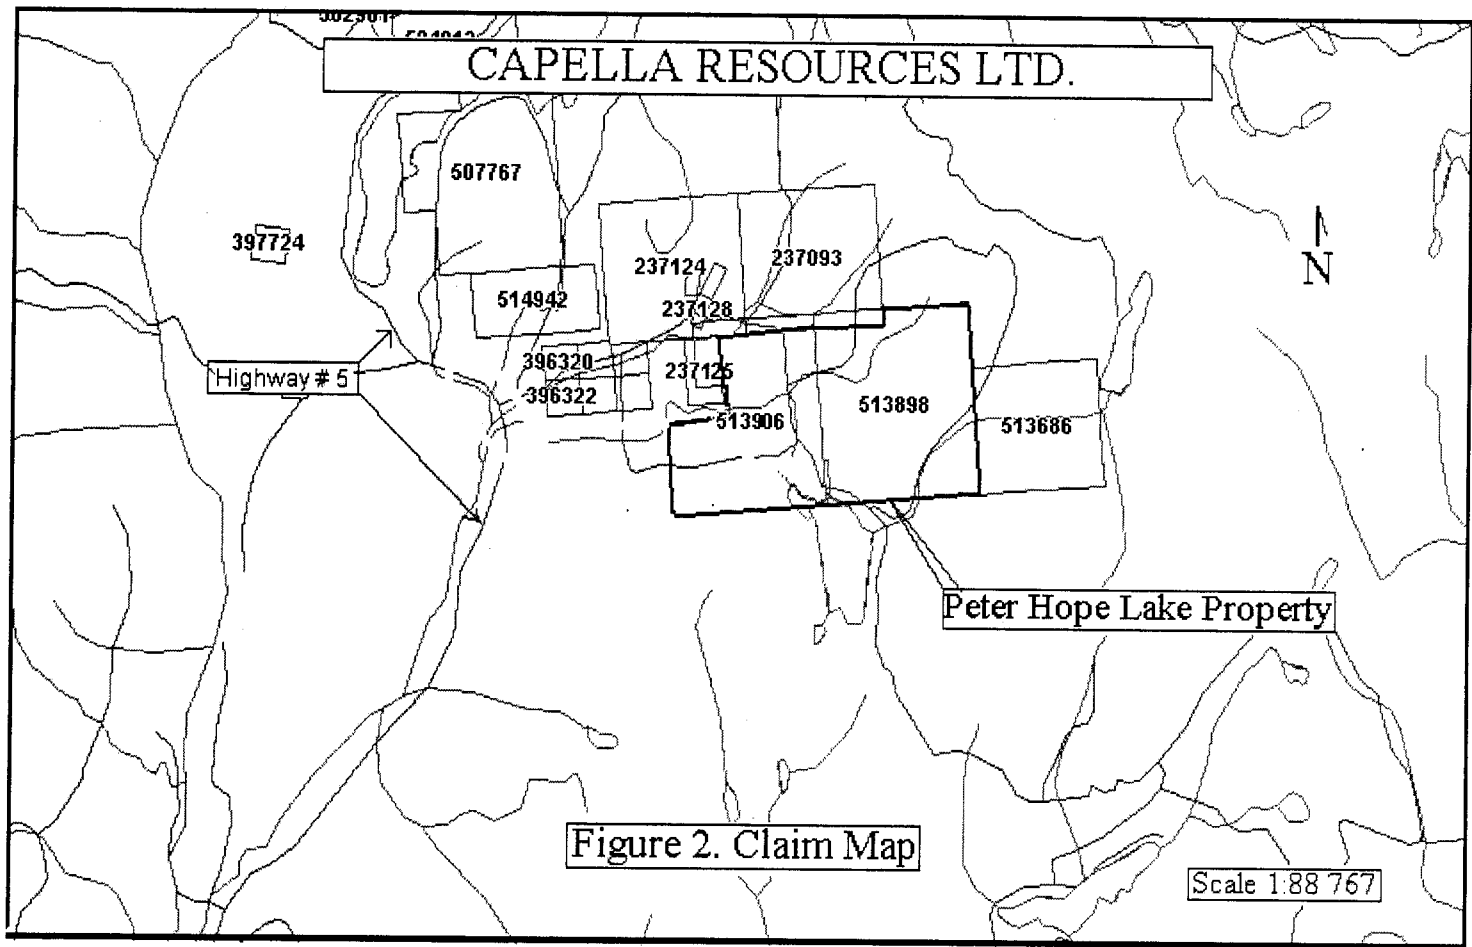 CAPELLA RESOURCES LTD.
507767
397724
237124
237093
514942
237128
N
396320
237125
Highway # 5
396322
513906
513898
513686
Peter Hope Lake Property
Figure 2. Claim Map
Scale 1:88 767